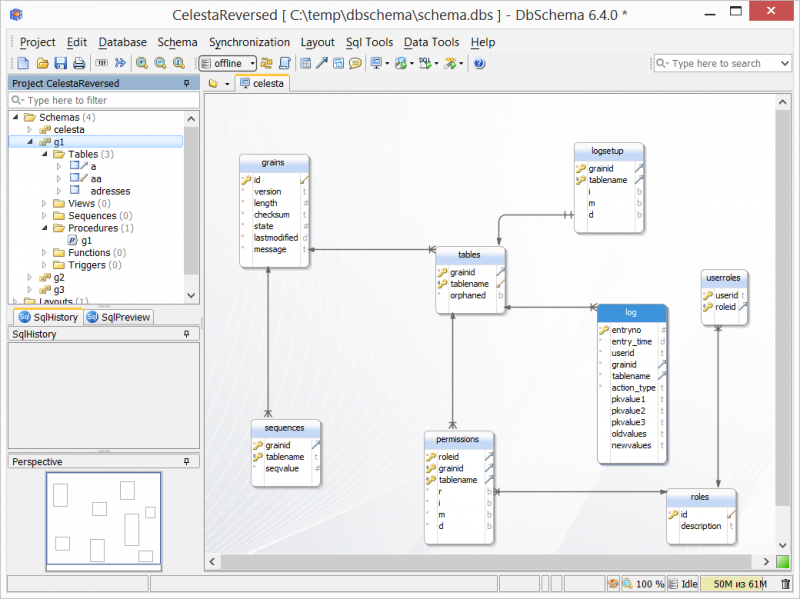 CelestaReversed [ C:\temp\dbschema\schema.dbs ] - DbSchema 6.4.0 *
Project Edit Database Schema Synchronization Layout Sql Tools Data Tools Help
offline
Type here to search
Project CelestaReversed
celesta
Type here to filter
Schemas (4)
celesta
g1
Tables (3)
a
aa
adresses
Views (0)
Sequences (0)
Procedures (1)
g1
Functions (0)
Triggers (0)
g2
g3
Layouts (1)
SqlHistory SqlPreview
SqlHistory
Perspective
grains
id
version t
length #
checksum t
state #
lastmodified d
message t
logsetup
grainid
tablename
i b
m b
d b
tables
grainid
tablename
orphaned b
userroles
userid t
roleid
log
entryno #
entry_time d
userid t
grainid
tablename
action_type t
pkvalue1 t
pkvalue2 t
pkvalue3 t
oldvalues t
newvalues t
sequences
grainid
tablename t
seqvalue #
permissions
roleid
grainid
tablename
r b
i b
m b
d b
roles
id
description t
100 % Idle 50M из 61M